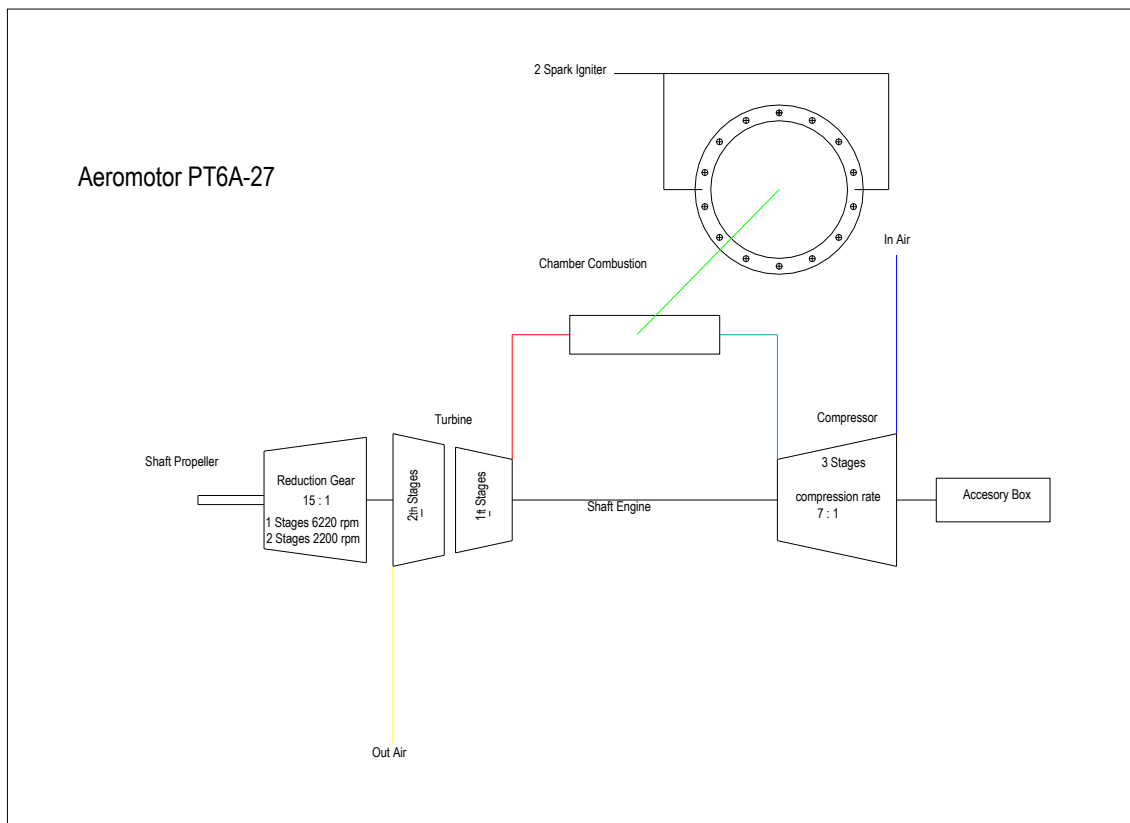 2 Spark Igniter
Aeromotor PT6A-27
In Air
Chamber Combustion
Turbine
Compressor
Shaft Propeller
Reduction Gear
15 : 1
1 Stages 6220 rpm
2 Stages 2200 rpm
2th Stages
1ft Stages
Shaft Engine
3 Stages
compression rate
7 : 1
Accesory Box
Out Air